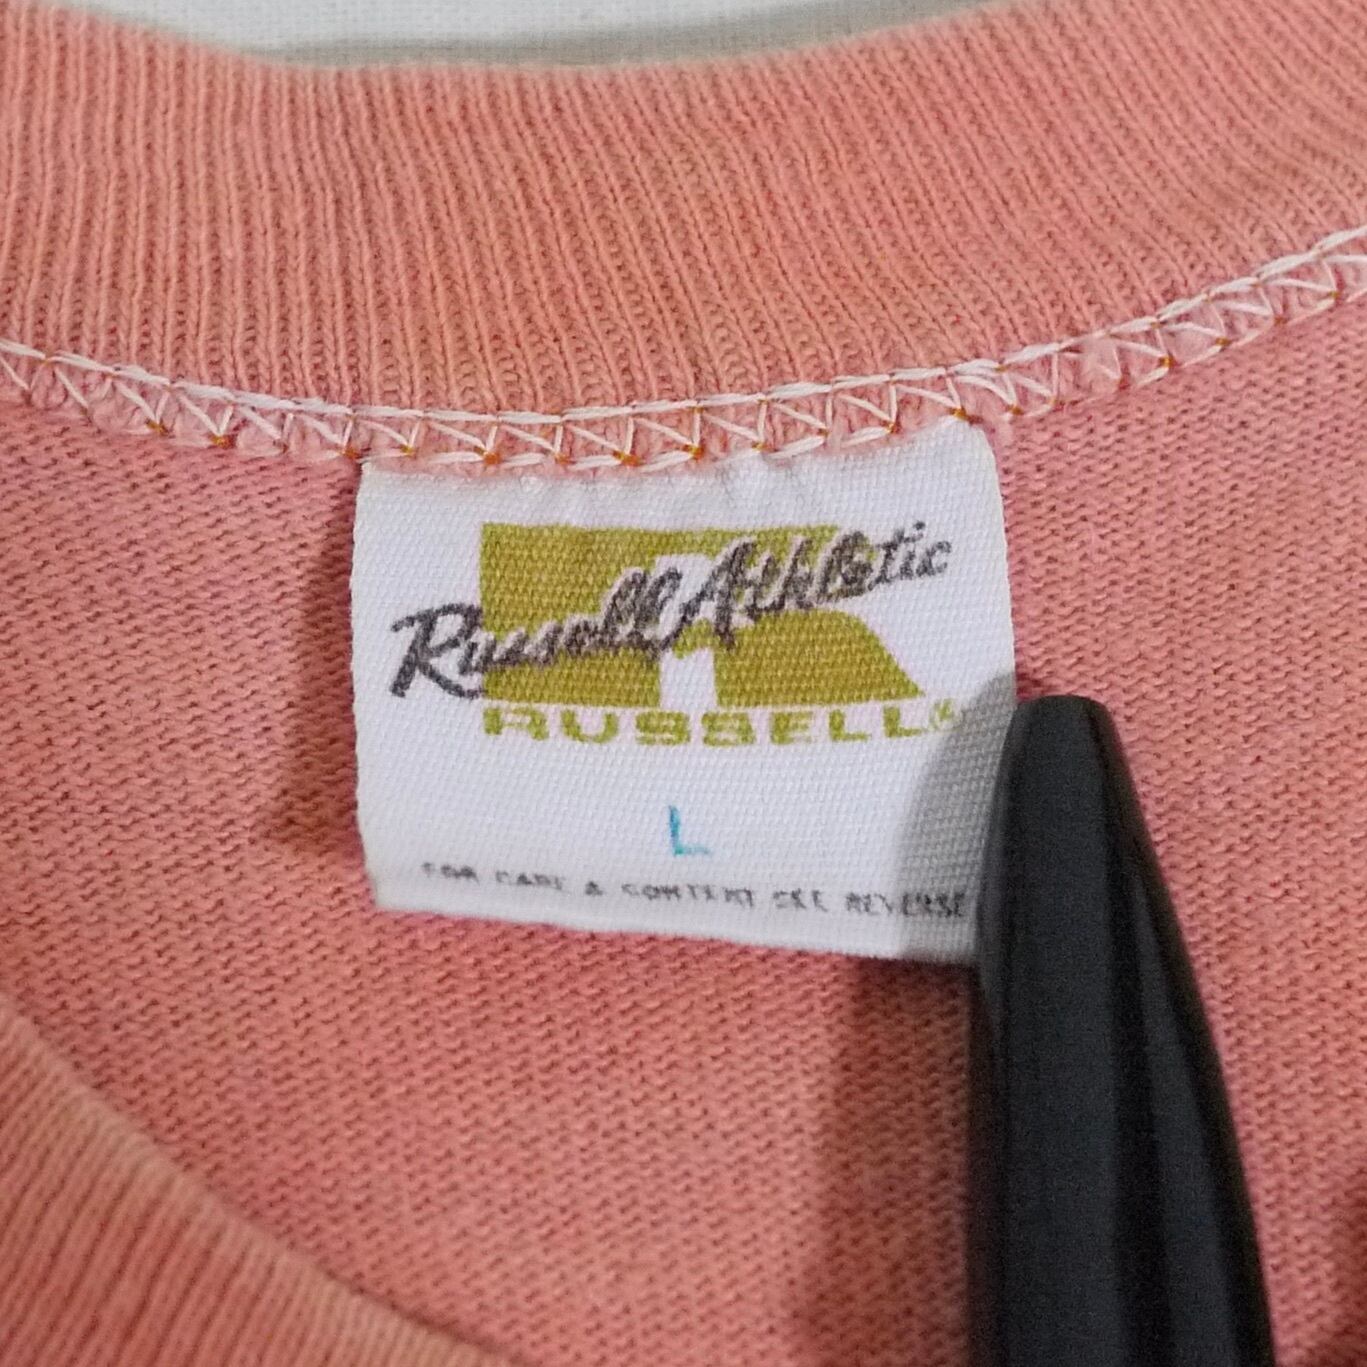 Russell Athletic
RUSSELL®
L
FOR CARE & CONTENT SEE REVERSE